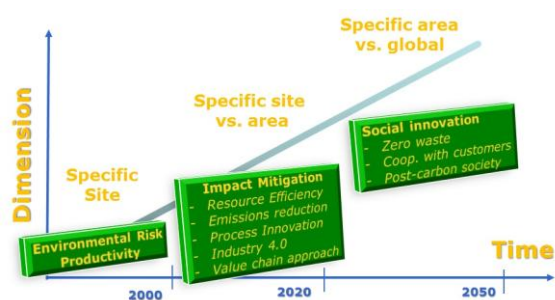 Specific area
vs. global
Specific site
vs. area
Social innovation
- Zero waste
- Coop. with customers
- Post-carbon society
Dimension
Specific
Site
Impact Mitigation
- Resource Efficiency
- Emissions reduction
- Process Innovation
- Industry 4.0
- Value chain approach
Environmental Risk
Productivity
Time
2000
2020
2050